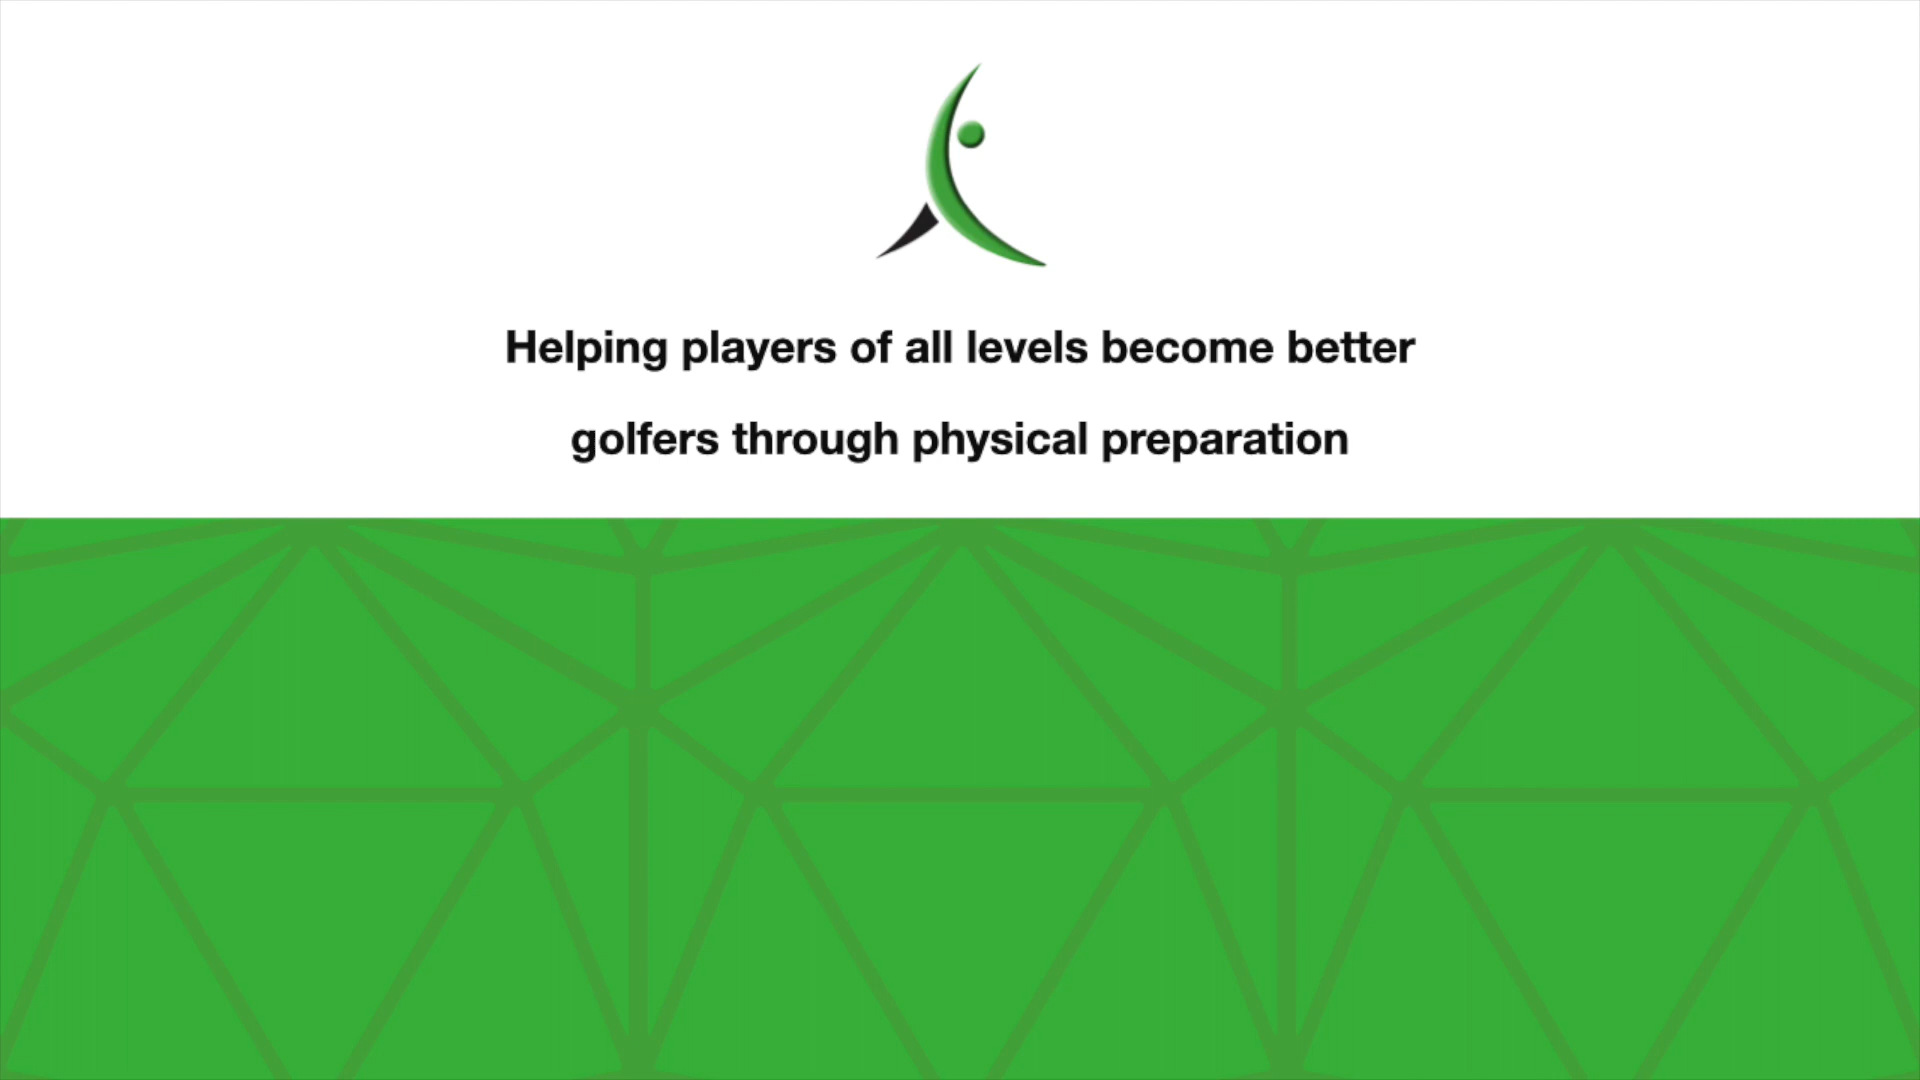 Helping players of all levels become better
golfers through physical preparation